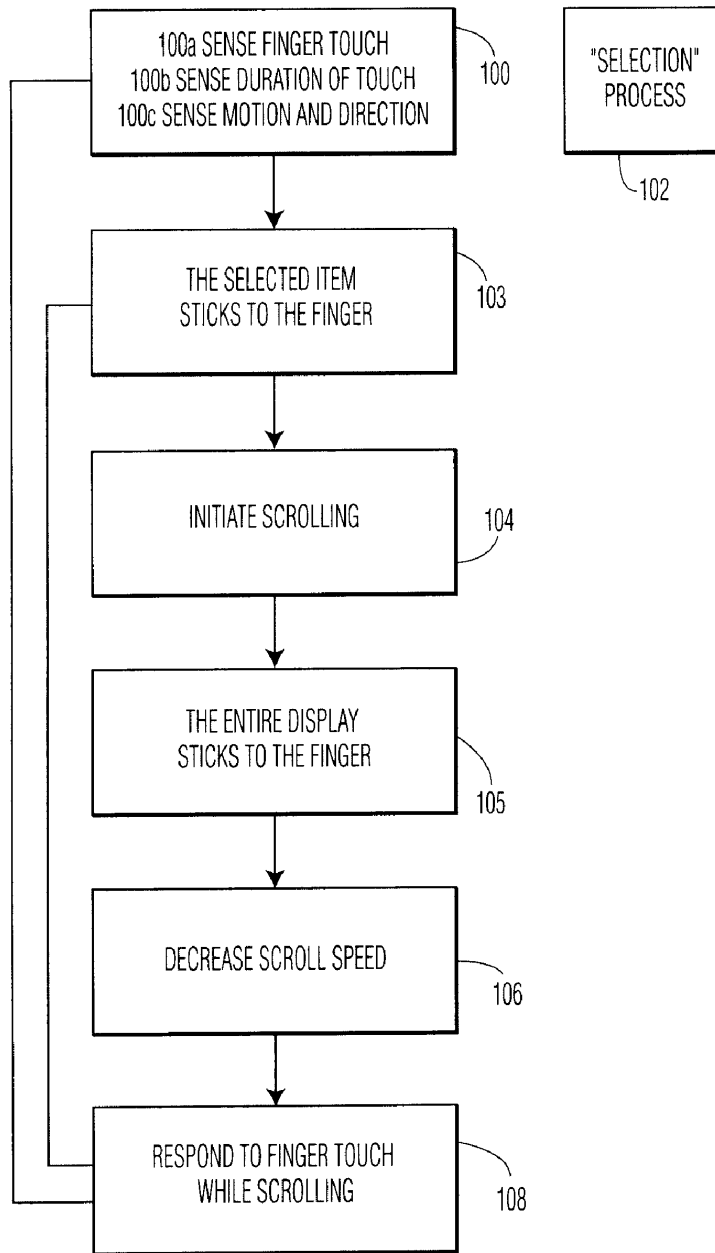 100a SENSE FINGER TOUCH
100b SENSE DURATION OF TOUCH
100c SENSE MOTION AND DIRECTION
100
"SELECTION"
PROCESS
102
THE SELECTED ITEM
STICKS TO THE FINGER
103
INITIATE SCROLLING
104
THE ENTIRE DISPLAY
STICKS TO THE FINGER
105
DECREASE SCROLL SPEED
106
RESPOND TO FINGER TOUCH
WHILE SCROLLING
108